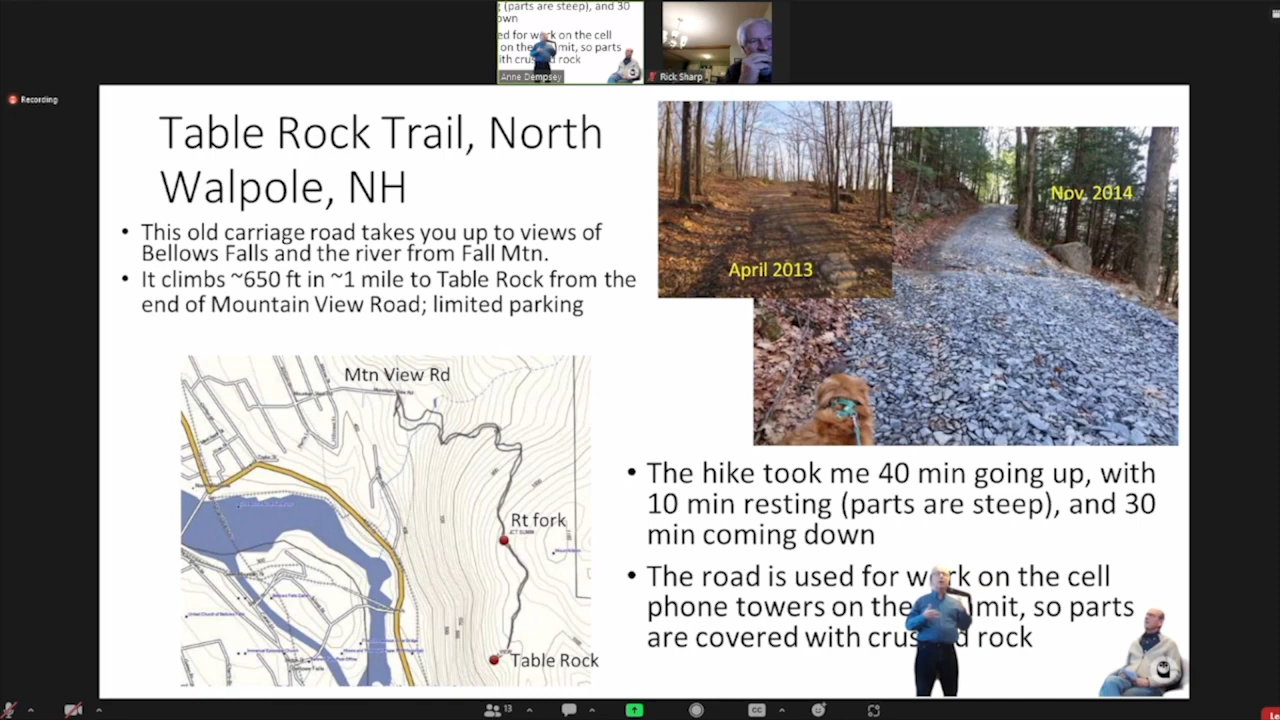 (parts are steep), and 30
own
ed for work on the cell
on the mit, so parts
ith crus d rock
Anne Dempsey
Rick Sharp
Recording
Table Rock Trail, North
Walpole, NH
• This old carriage road takes you up to views of
Bellows Falls and the river from Fall Mtn.
• It climbs ~650 ft in ~1 mile to Table Rock from the
end of Mountain View Road; limited parking
April 2013
Nov. 2014
Mtn View Rd
Rt fork
Table Rock
• The hike took me 40 min going up, with
10 min resting (parts are steep), and 30
min coming down
• The road is used for work on the cell
phone towers on the mit, so parts
are covered with crus d rock
13
CC